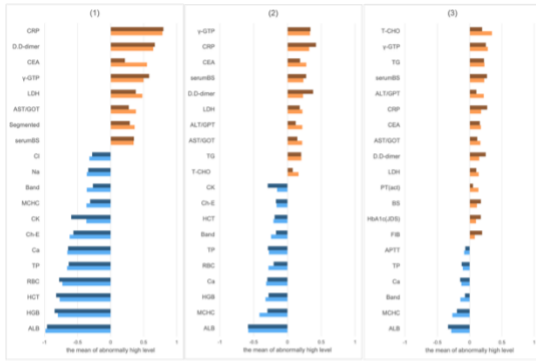 (1)
CRP
D.D-dimer
CEA
γ-GTP
LDH
AST/GOT
Segmented
serumBS
Cl
Na
Band
MCHC
CK
Ch-E
Ca
TP
RBC
HCT
HGB
ALB
-1 -0.5 0 0.5 1
the mean of abnormally high level
(2)
γ-GTP
CRP
CEA
serumBS
D.D-dimer
LDH
ALT/GPT
AST/GOT
TG
T-CHO
CK
Ch-E
HCT
Band
TP
RBC
Ca
HGB
MCHC
ALB
-1 -0.5 0 0.5 1
the mean of abnormally high level
(3)
T-CHO
γ-GTP
TG
serumBS
ALT/GPT
CRP
CEA
AST/GOT
D.D-dimer
LDH
PT(act)
BS
HbA1c(JDS)
FIB
APTT
TP
Ca
Band
MCHC
ALB
-1 -0.5 0 0.5 1
the mean of abnormally high level